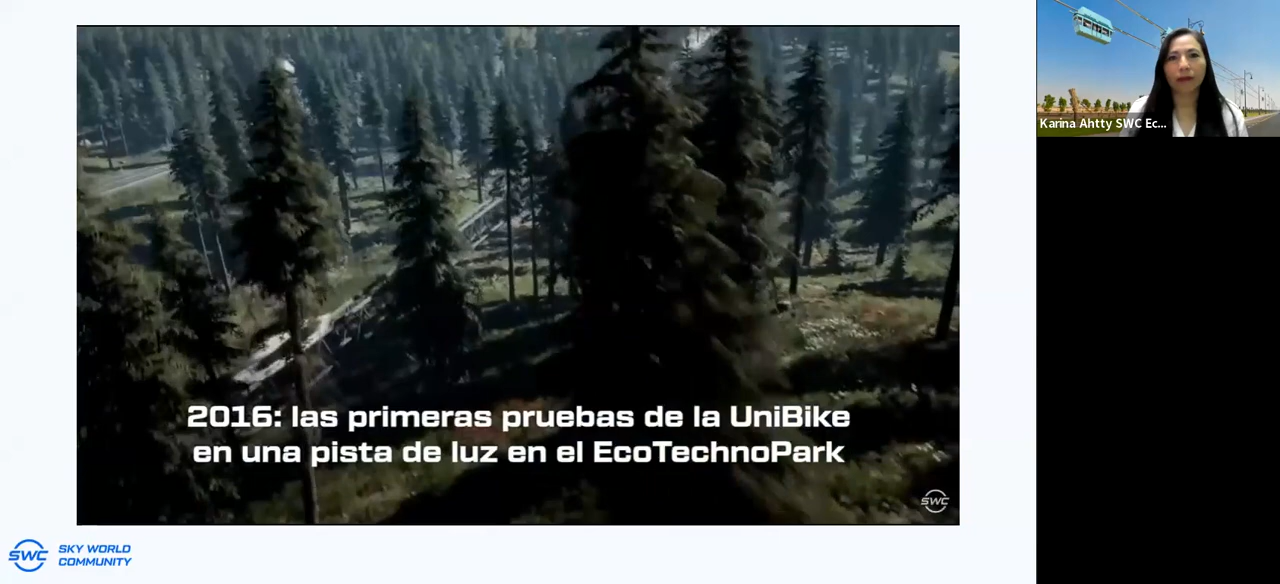 2016: las primeras pruebas de la UniBike
en una pista de luz en el EcoTechnoPark
SWC
SWC
SKY WORLD
COMMUNITY
Karina Ahtty SWC Ec...